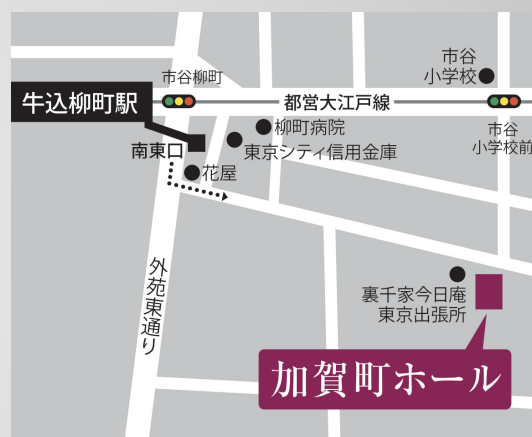 市谷
小学校
市谷柳町
牛込柳町駅
都営大江戸線
柳町病院
市谷
小学校前
南東口
東京シティ信用金庫
花屋
外苑東通り
裏千家今日庵
東京出張所
加賀町ホール